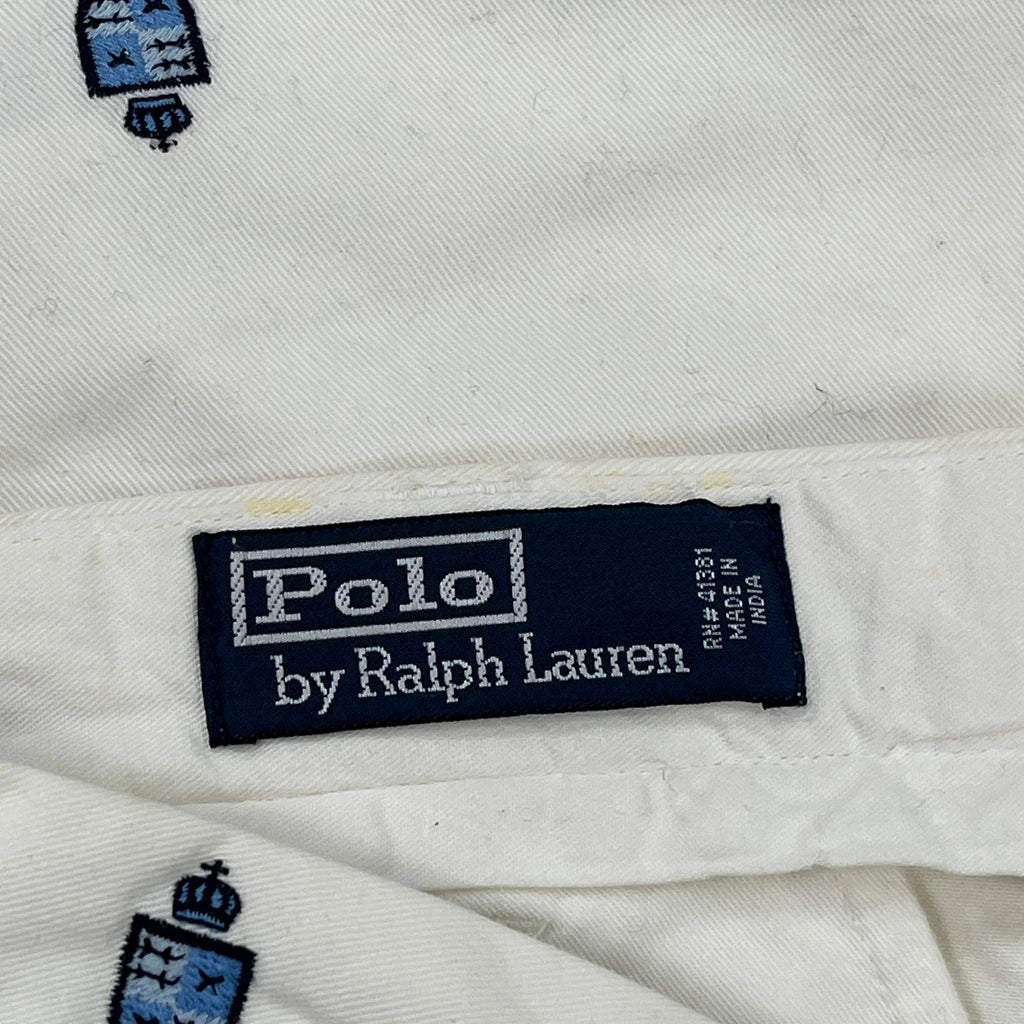 Polo
by Ralph Lauren
RN# 41381
MADE IN
INDIA